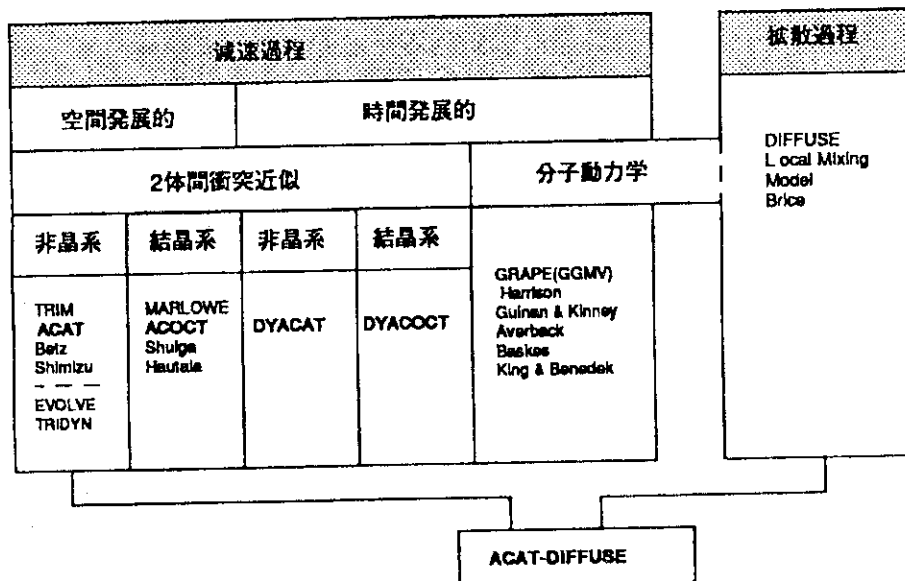 減速過程
拡散過程
空間発展的
時間発展的
2体間衝突近似
分子動力学
非晶系
結晶系
非晶系
結晶系
TRIM
ACAT
Betz
Shimizu
EVOLVE
TRIDYN
MARLOWE
ACOCT
Shulga
Hautala
DYACAT
DYACOCT
GRAPE(GGMV)
Harrison
Guinan & Kinney
Averback
Baskes
King & Benedek
DIFFUSE
Local Mixing
Model
Brice
ACAT-DIFFUSE